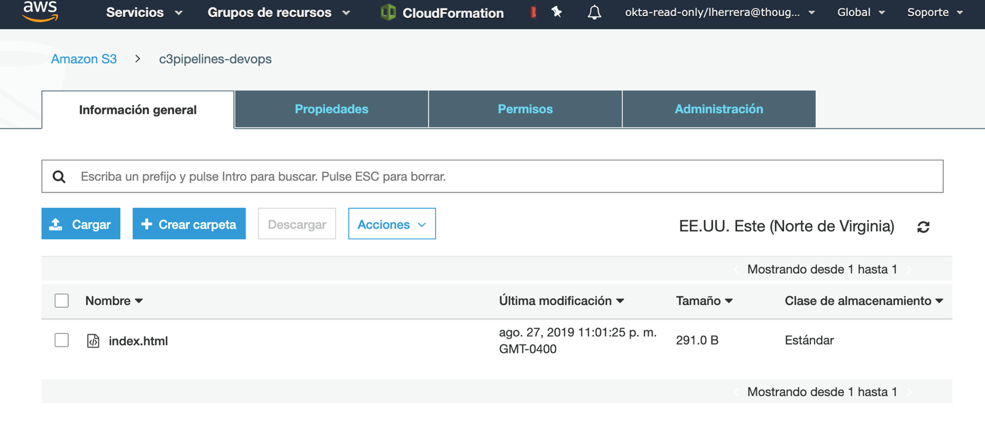 aws Servicios Grupos de recursos CloudFormation okta-read-only/lherrera@thoug... Global Soporte
Amazon S3 > c3pipelines-devops
Información general Propiedades Permisos Administración
Escriba un prefijo y pulse Intro para buscar. Pulse ESC para borrar.
Cargar + Crear carpeta Descargar Acciones EE.UU. Este (Norte de Virginia)
Mostrando desde 1 hasta 1
Nombre Última modificación Tamaño Clase de almacenamiento
index.html ago. 27, 2019 11:01:25 p. m. 291.0 B Estándar
GMT-0400
Mostrando desde 1 hasta 1